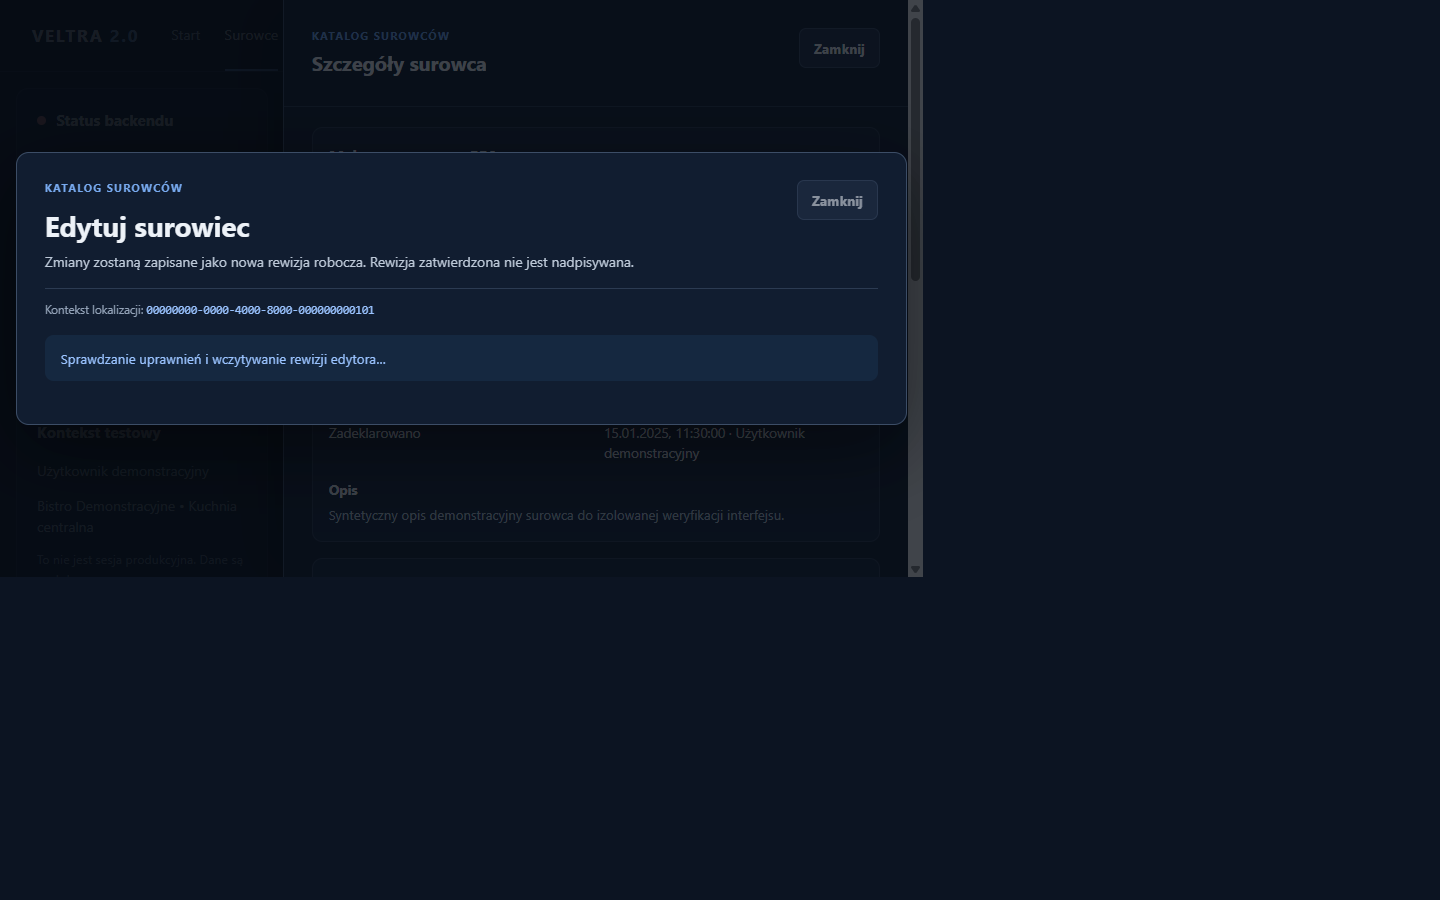 VELTRA 2.0
Start
Surowce
KATALOG SUROWCÓW
Szczegóły surowca
Zamknij
Status backendu
KATALOG SUROWCÓW
Zamknij
Edytuj surowiec
Zmiany zostaną zapisane jako nowa rewizja robocza. Rewizja zatwierdzona nie jest nadpisywana.
Kontekst lokalizacji: 00000000-0000-4000-8000-000000000101
Sprawdzanie uprawnień i wczytywanie rewizji edytora...
Kontekst testowy
Użytkownik demonstracyjny
Bistro Demonstracyjne • Kuchnia
centralna
To nie jest sesja produkcyjna. Dane są
Zadeklarowano
15.01.2025, 11:30:00 · Użytkownik
demonstracyjny
Opis
Syntetyczny opis demonstracyjny surowca do izolowanej weryfikacji interfejsu.